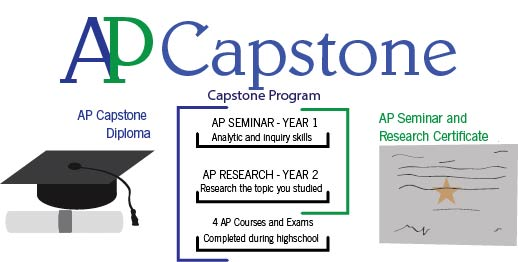 AP Capstone
Capstone Program
AP Capstone
Diploma
AP SEMINAR - YEAR 1
Analytic and inquiry skills
AP RESEARCH - YEAR 2
Research the topic you studied
4 AP Courses and Exams
Completed during highschool
AP Seminar and
Research Certificate